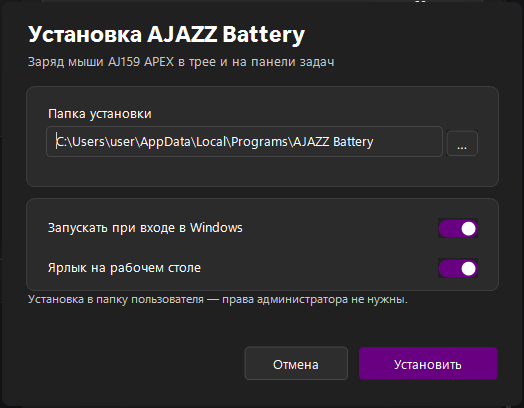 Установка AJAZZ Battery
Заряд мыши AJ159 APEX в трее и на панели задач
Папка установки
C:\Users\user\AppData\Local\Programs\AJAZZ Battery
...
Запускать при входе в Windows
Ярлык на рабочем столе
Установка в папку пользователя — права администратора не нужны.
Отмена
Установить